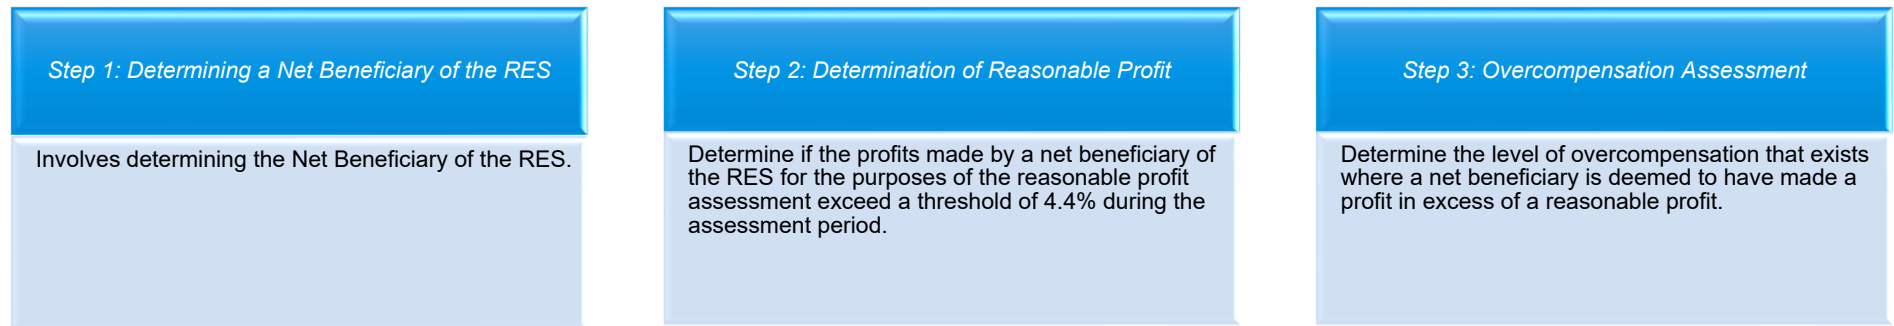 Step 1: Determining a Net Beneficiary of the RES
Involves determining the Net Beneficiary of the RES.
Step 2: Determination of Reasonable Profit
Determine if the profits made by a net beneficiary of
the RES for the purposes of the reasonable profit
assessment exceed a threshold of 4.4% during the
assessment period.
Step 3: Overcompensation Assessment
Determine the level of overcompensation that exists
where a net beneficiary is deemed to have made a
profit in excess of a reasonable profit.